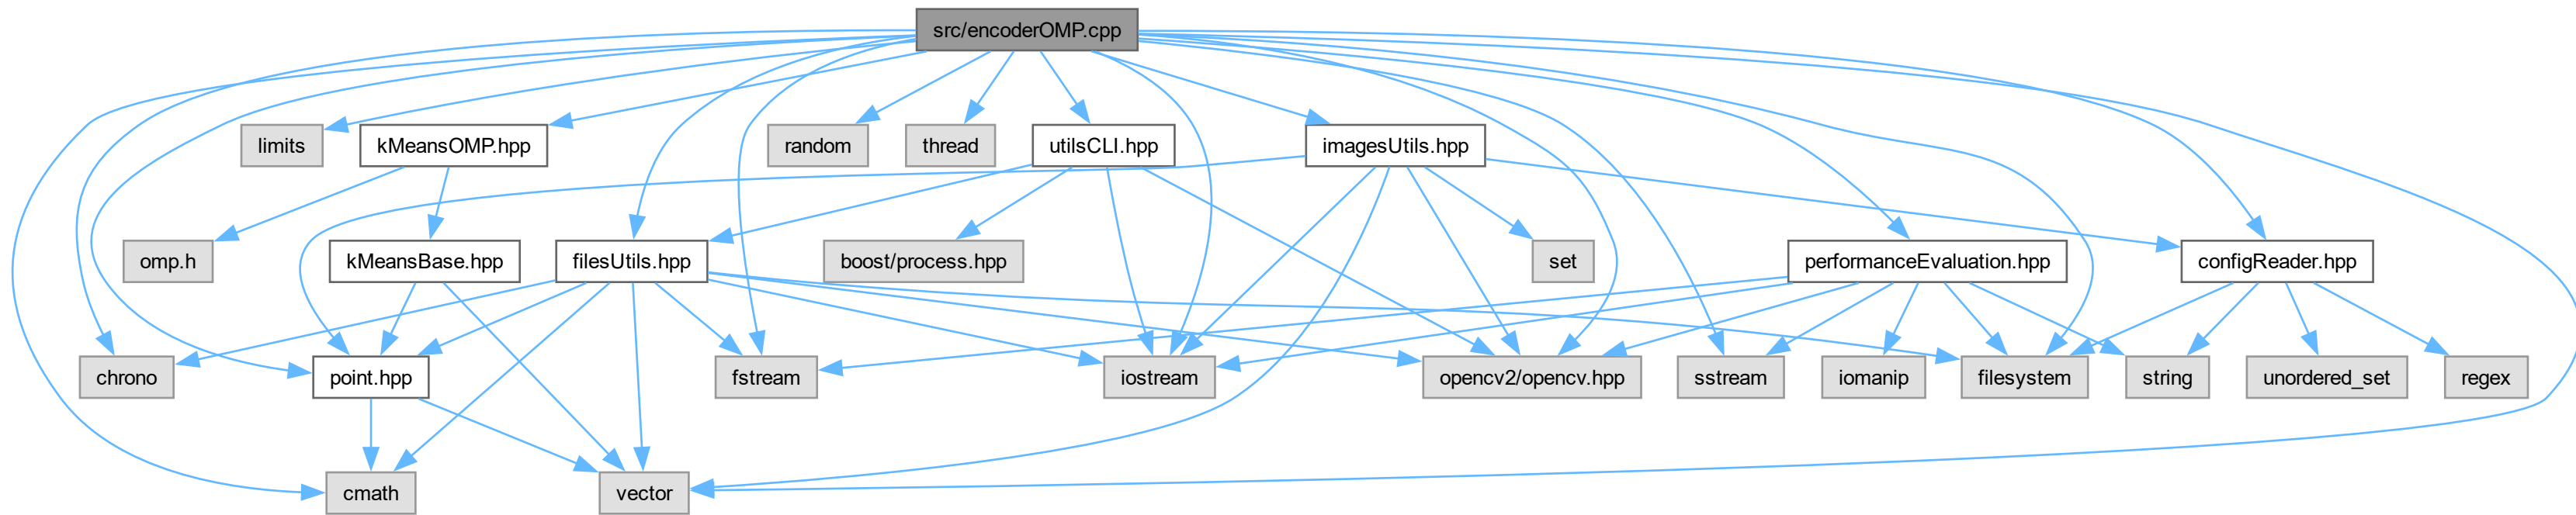 src/encoderOMP.cpp
limits
kMeansOMP.hpp
random
thread
utilsCLI.hpp
imagesUtils.hpp
omp.h
kMeansBase.hpp
filesUtils.hpp
boost/process.hpp
set
performanceEvaluation.hpp
configReader.hpp
chrono
point.hpp
fstream
iostream
opencv2/opencv.hpp
sstream
iomanip
filesystem
string
unordered_set
regex
cmath
vector